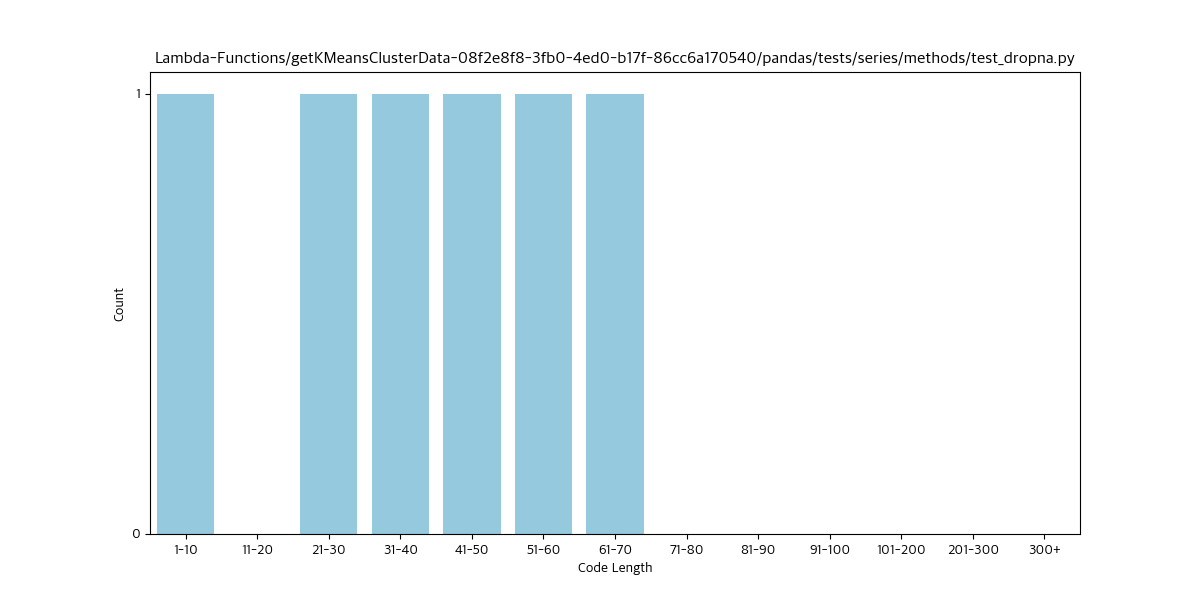 Lambda-Functions/getKMeansClusterData-08f2e8f8-3fb0-4ed0-b17f-86cc6a170540/pandas/tests/series/methods/test_dropna.py
1
Count
0
1-10 11-20 21-30 31-40 41-50 51-60 61-70 71-80 81-90 91-100 101-200 201-300 300+
Code Length